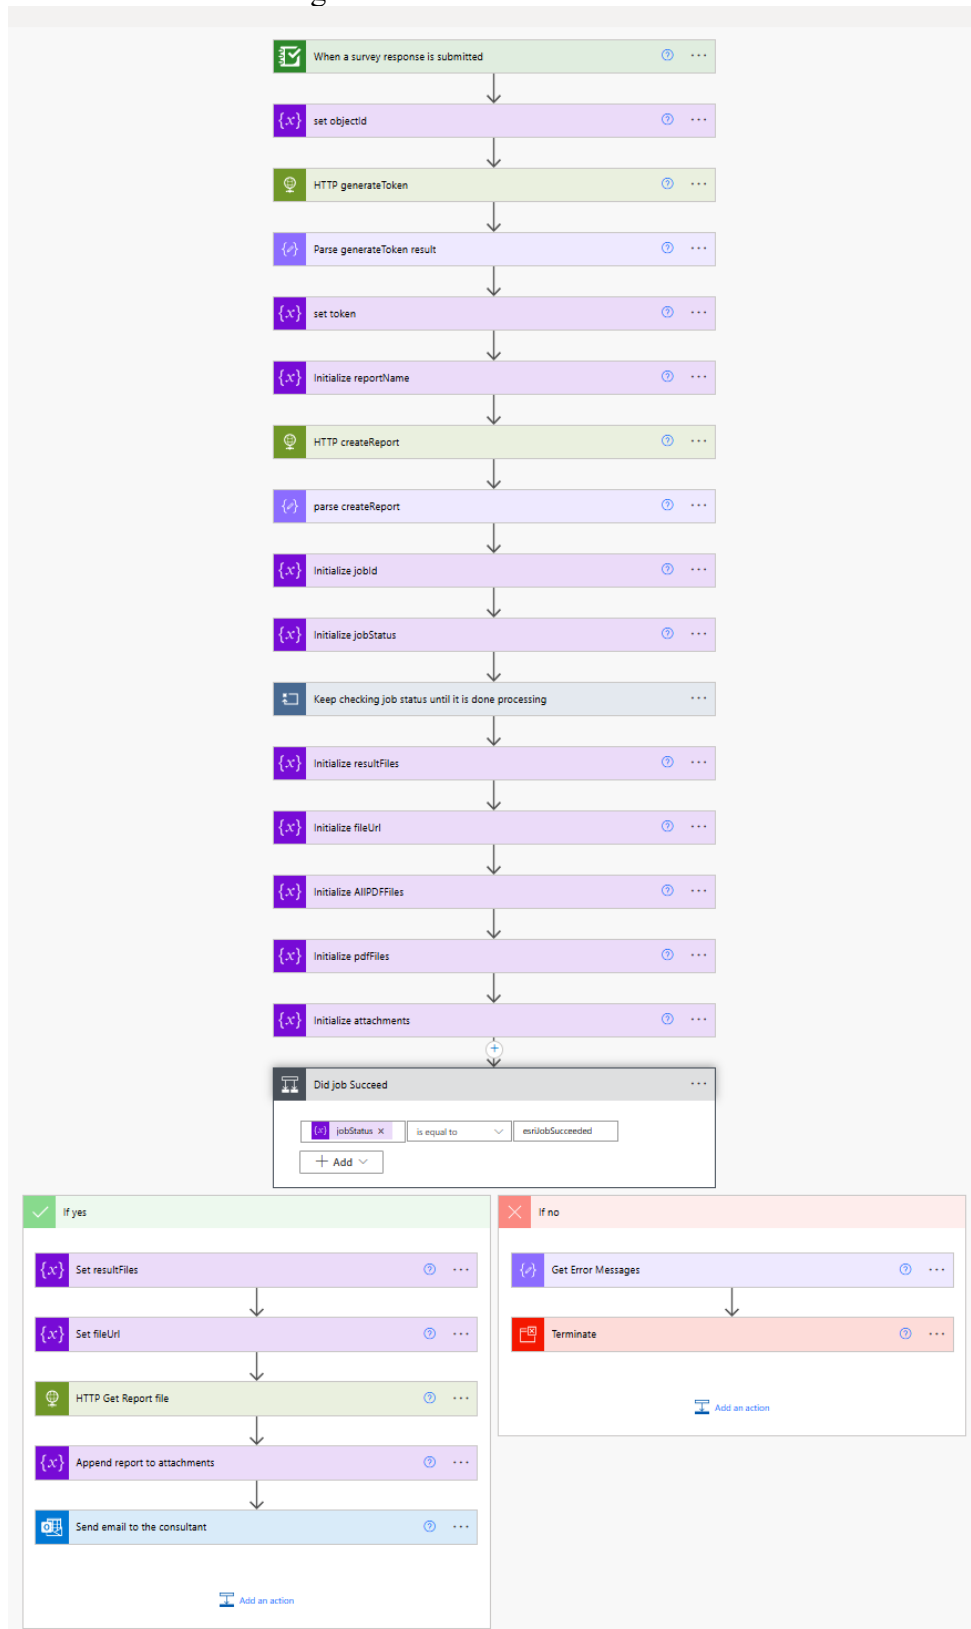 When a survey response is submitted
{x} set objectId
HTTP generateToken
Parse generateToken result
{x} set token
{x} Initialize reportName
HTTP createReport
parse createReport
{x} Initialize jobId
{x} Initialize jobStatus
Keep checking job status until it is done processing
{x} Initialize resultFiles
{x} Initialize fileUrl
{x} Initialize AllPDFFiles
{x} Initialize pdfFiles
{x} Initialize attachments
Did job Succeed
{x} jobStatus × is equal to esriJobSucceeded
+ Add
If yes
If no
{x} Set resultFiles
{x} Set fileUrl
HTTP Get Report file
{x} Append report to attachments
Send email to the consultant
Add an action
Get Error Messages
Terminate
Add an action